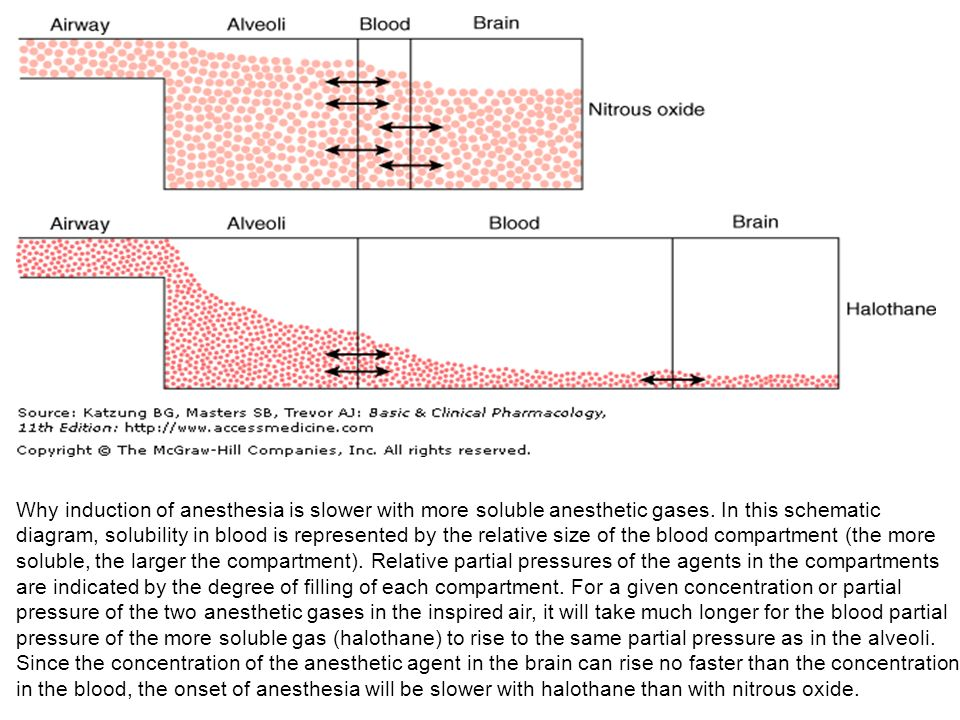 Airway Alveoli Blood Brain
Nitrous oxide
Airway Alveoli Blood Brain
Halothane
Source: Katzung BG, Masters SB, Trevor AJ: Basic & Clinical Pharmacology,
11th Edition: http://www.accessmedicine.com
Copyright © The McGraw-Hill Companies, Inc. All rights reserved.
Why induction of anesthesia is slower with more soluble anesthetic gases. In this schematic
diagram, solubility in blood is represented by the relative size of the blood compartment (the more
soluble, the larger the compartment). Relative partial pressures of the agents in the compartments
are indicated by the degree of filling of each compartment. For a given concentration or partial
pressure of the two anesthetic gases in the inspired air, it will take much longer for the blood partial
pressure of the more soluble gas (halothane) to rise to the same partial pressure as in the alveoli.
Since the concentration of the anesthetic agent in the brain can rise no faster than the concentration
in the blood, the onset of anesthesia will be slower with halothane than with nitrous oxide.